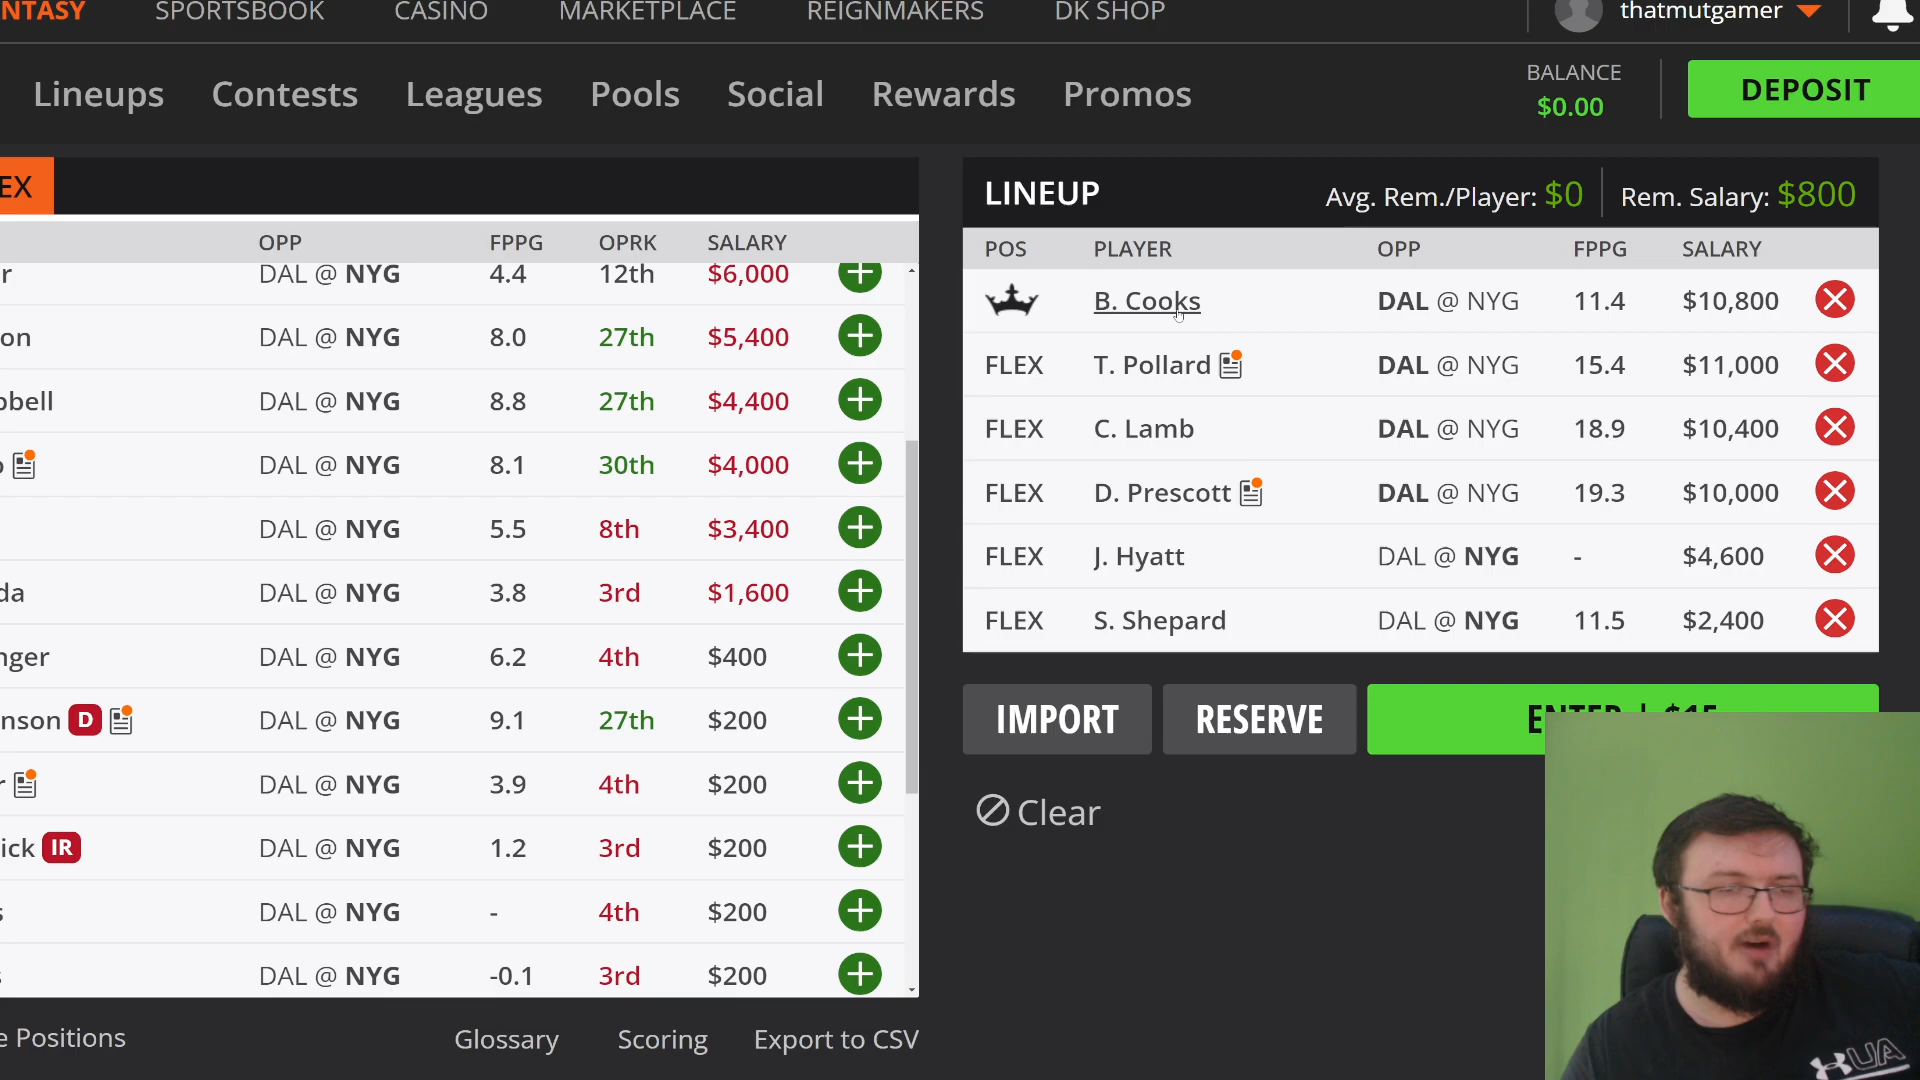 NTASY SPORTSBOOK CASINO MARKETPLACE REIGNMAKERS DK SHOP thatmutgamer
Lineups Contests Leagues Pools Social Rewards Promos BALANCE $0.00 DEPOSIT
EX
OPP FPPG OPRK SALARY
r DAL @ NYG 4.4 12th $6,000
on DAL @ NYG 8.0 27th $5,400
bbell DAL @ NYG 8.8 27th $4,400
DAL @ NYG 8.1 30th $4,000
DAL @ NYG 5.5 8th $3,400
da DAL @ NYG 3.8 3rd $1,600
nger DAL @ NYG 6.2 4th $400
nson D DAL @ NYG 9.1 27th $200
r DAL @ NYG 3.9 4th $200
ick IR DAL @ NYG 1.2 3rd $200
s DAL @ NYG - 4th $200
s DAL @ NYG -0.1 3rd $200
e Positions Glossary Scoring Export to CSV
LINEUP Avg. Rem./Player: $0 Rem. Salary: $800
POS PLAYER OPP FPPG SALARY
B. Cooks DAL @ NYG 11.4 $10,800
FLEX T. Pollard DAL @ NYG 15.4 $11,000
FLEX C. Lamb DAL @ NYG 18.9 $10,400
FLEX D. Prescott DAL @ NYG 19.3 $10,000
FLEX J. Hyatt DAL @ NYG - $4,600
FLEX S. Shepard DAL @ NYG 11.5 $2,400
IMPORT RESERVE ENTER | $15
Clear
UA